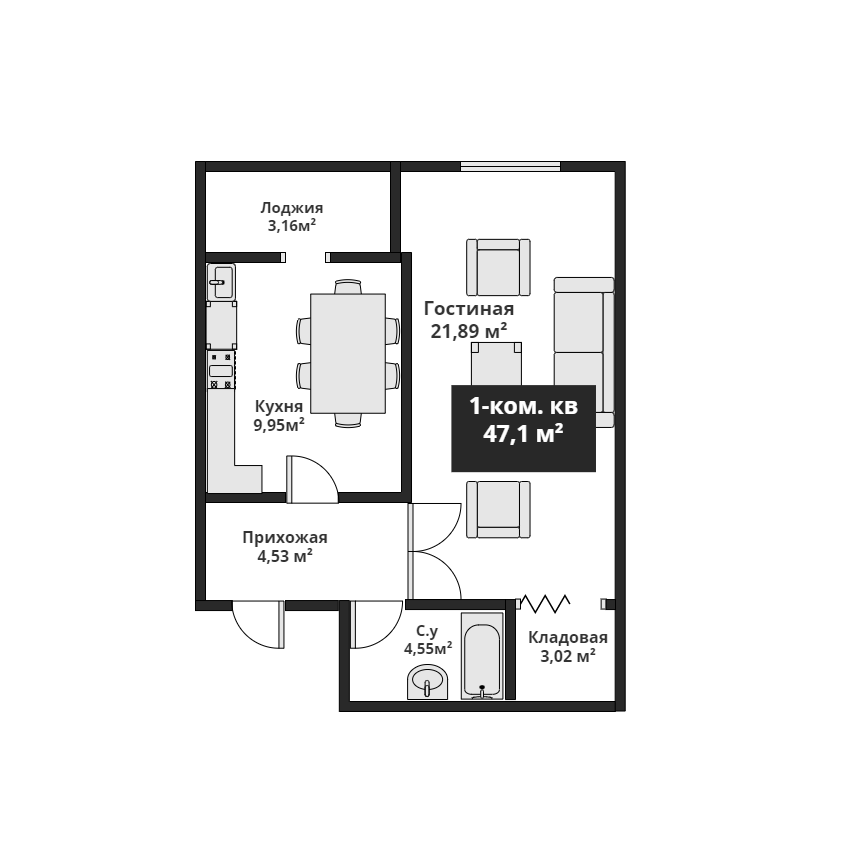 Лоджия
3,16м²
Гостиная
21,89 м²
1-ком. кв
47,1 м²
Кухня
9,95м²
Прихожая
4,53 м²
С.у
4,55м²
Кладовая
3,02 м²